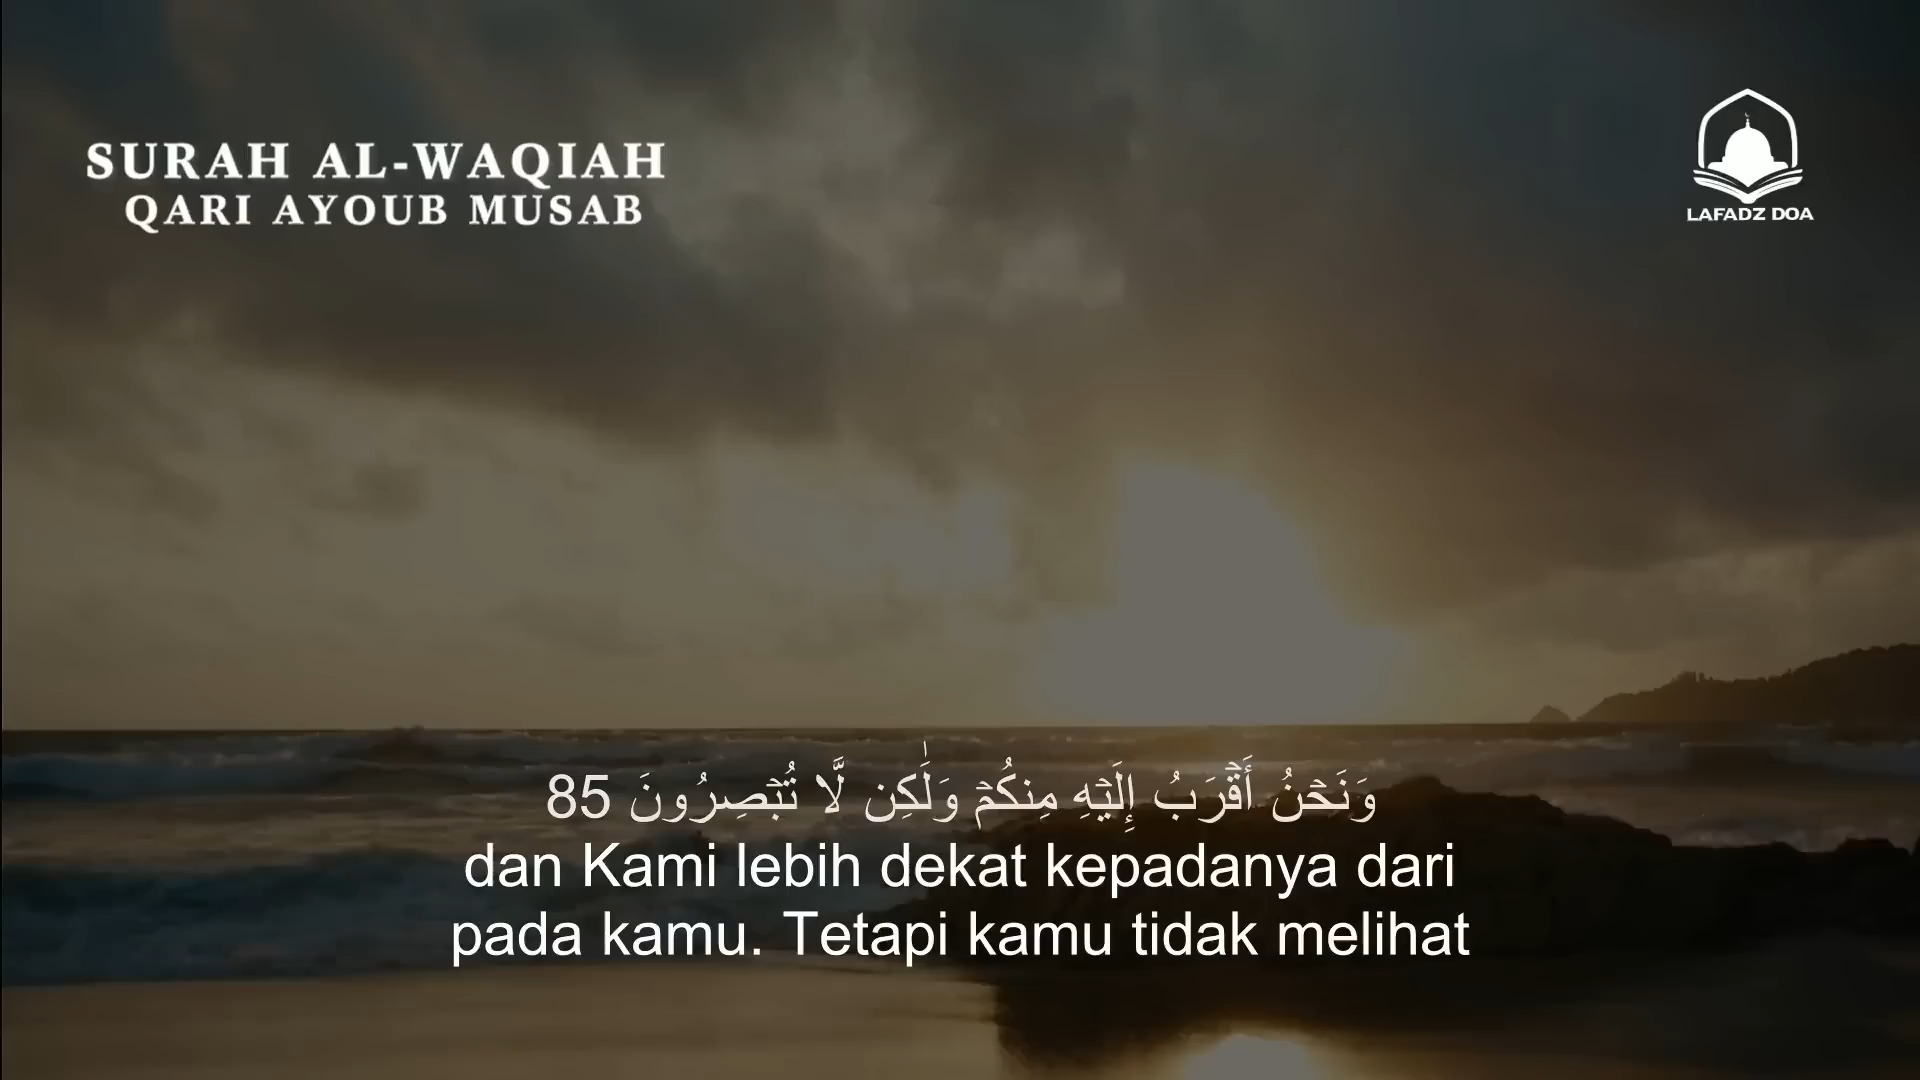 SURAH AL-WAQIAH
QARI AYOUB MUSAB
LAFADZ DOA
وَنَحْنُ أَقْرَبُ إِلَيْهِ مِنكُمْ وَلَٰكِن لَّا تُبْصِرُونَ 85
dan Kami lebih dekat kepadanya dari
pada kamu. Tetapi kamu tidak melihat